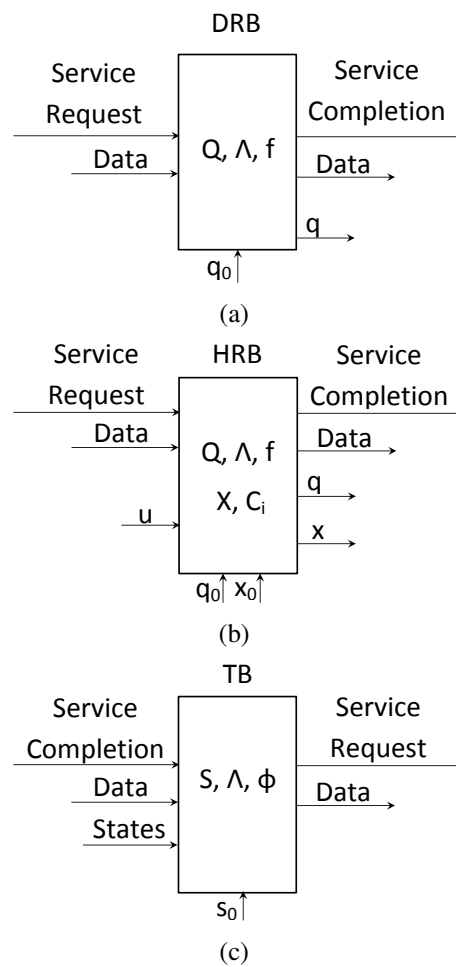 DRB
Service Request
Service Completion
Data
Q, Λ, f
Data
q
q₀
(a)
HRB
Service Request
Service Completion
Data
Q, Λ, f
Data
X, Cᵢ
q
u
x
q₀ x₀
(b)
TB
Service Completion
Service Request
Data
S, Λ, ϕ
Data
States
s₀
(c)